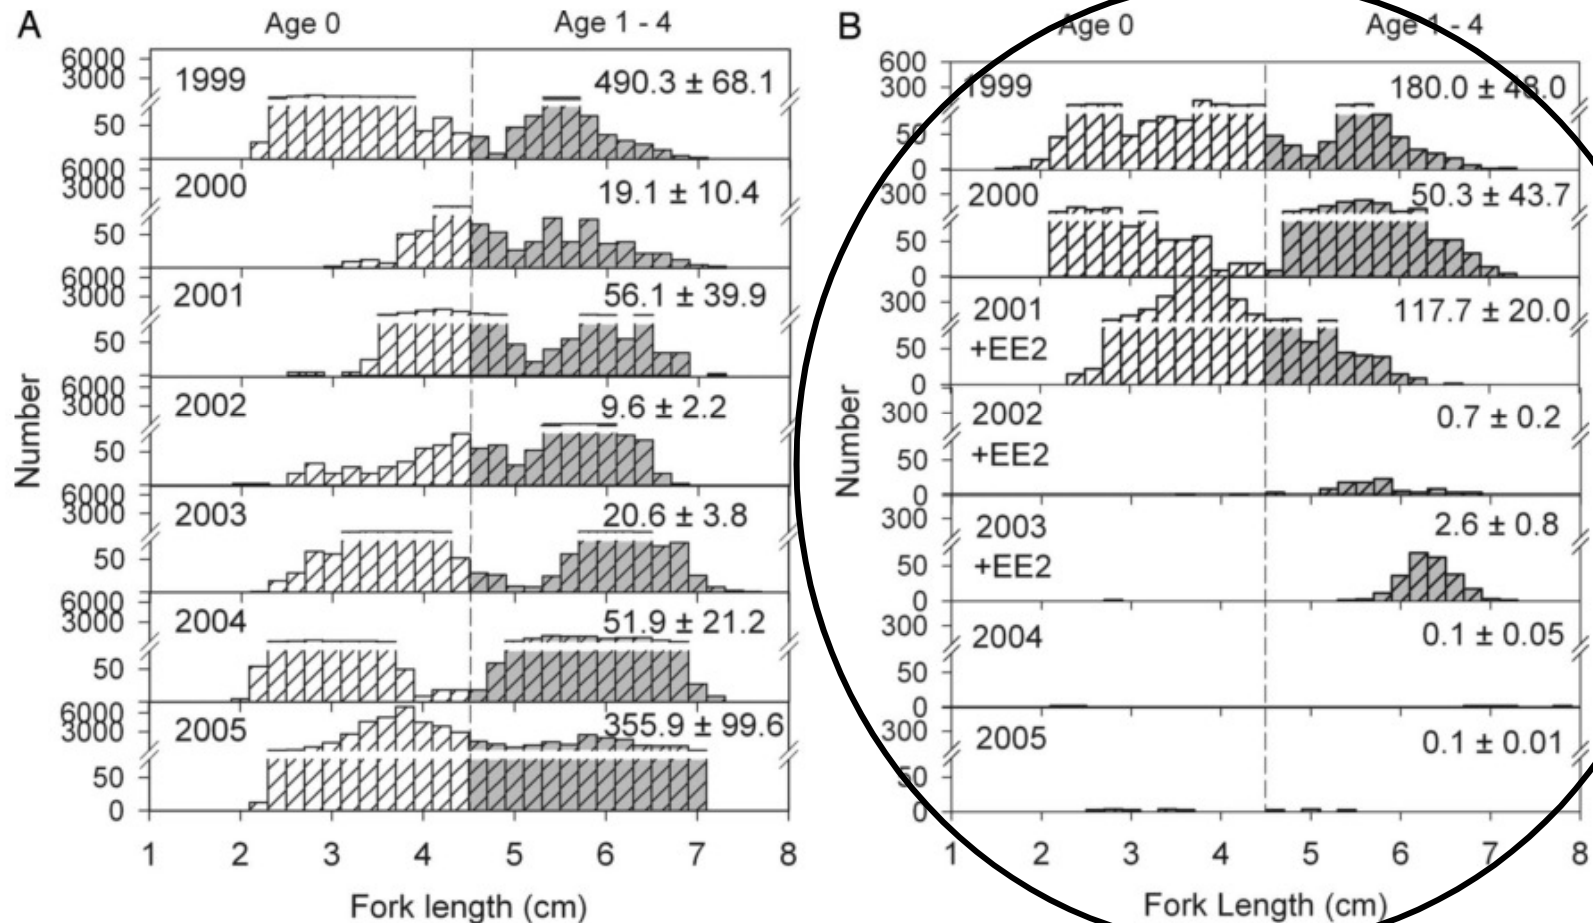 A
Age 0 Age 1 - 4
6000
3000
1999
490.3 ± 68.1
50
6000
3000
2000
19.1 ± 10.4
50
6000
3000
2001
56.1 ± 39.9
50
6000
3000
2002
9.6 ± 2.2
50
6000
3000
2003
20.6 ± 3.8
50
6000
3000
2004
51.9 ± 21.2
50
6000
3000
2005
355.9 ± 99.6
50
0
Number
1 2 3 4 5 6 7 8
Fork length (cm)
B
Age 0 Age 1 - 4
600
300
1999
180.0 ± 48.0
50
0
300
2000
50.3 ± 43.7
50
0
300
2001
+EE2
117.7 ± 20.0
50
0
300
2002
+EE2
0.7 ± 0.2
50
0
300
2003
+EE2
2.6 ± 0.8
50
0
300
2004
0.1 ± 0.05
50
0
300
2005
0.1 ± 0.01
50
0
Number
1 2 3 4 5 6 7 8
Fork Length (cm)